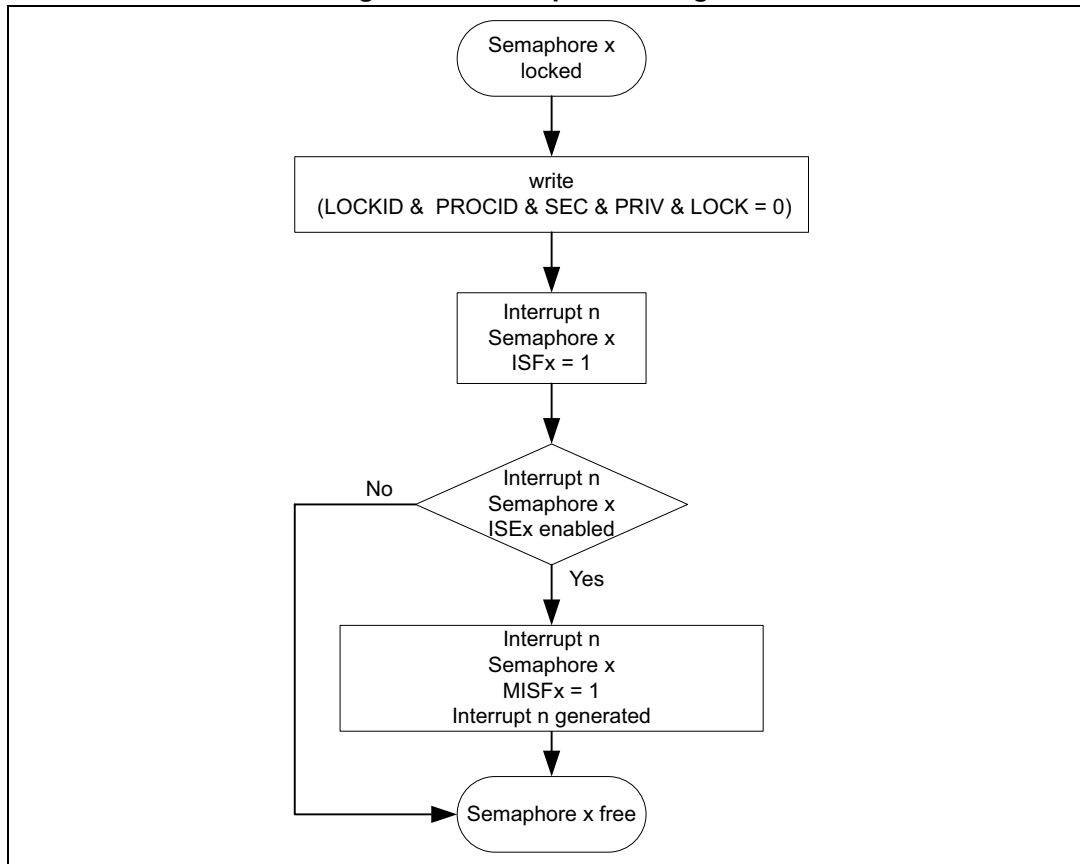 Semaphore x
locked
write
(LOCKID & PROCID & SEC & PRIV & LOCK = 0)
Interrupt n
Semaphore x
ISFx = 1
Interrupt n
Semaphore x
ISEx enabled
No
Yes
Interrupt n
Semaphore x
MISFx = 1
Interrupt n generated
Semaphore x free